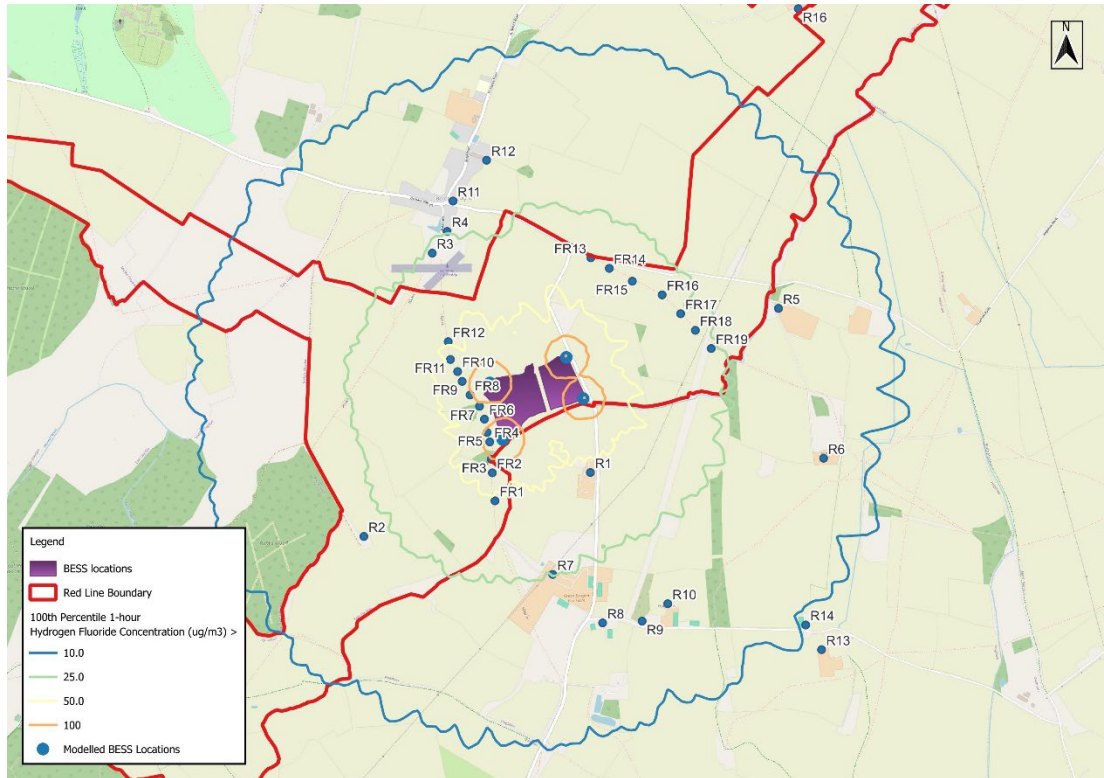 R16
N
R12
R11
R4
R3
FR13
FR14
FR15
FR16
FR17
FR18
FR19
R5
FR12
FR11
FR10
FR9
FR8
FR7
FR6
FR5
FR4
FR3
FR2
FR1
R1
R6
R2
R7
R8
R9
R10
R14
R13
Legend
BESS locations
Red Line Boundary
100th Percentile 1-hour
Hydrogen Fluoride Concentration (ug/m3) >
10.0
25.0
50.0
100
Modelled BESS Locations